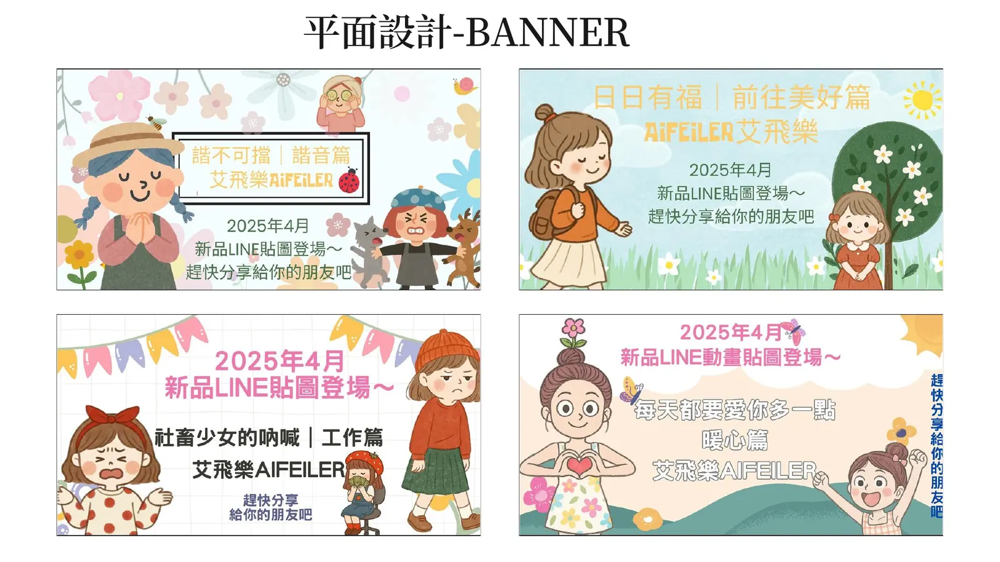 平面設計-BANNER
諧不可擋｜諧音篇
艾飛樂AiFEiLER
2025年4月
新品LINE貼圖登場～
趕快分享給你的朋友吧
日日有福｜前往美好篇
AiFEiLER艾飛樂
2025年4月
新品LINE貼圖登場～
趕快分享給你的朋友吧
2025年4月
新品LINE貼圖登場～
社畜少女的吶喊｜工作篇
艾飛樂AIFEILER
趕快分享
給你的朋友吧
2025年4月
新品LINE動畫貼圖登場～
每天都要愛你多一點
暖心篇
艾飛樂AIFEILER
趕快分享給你的朋友吧